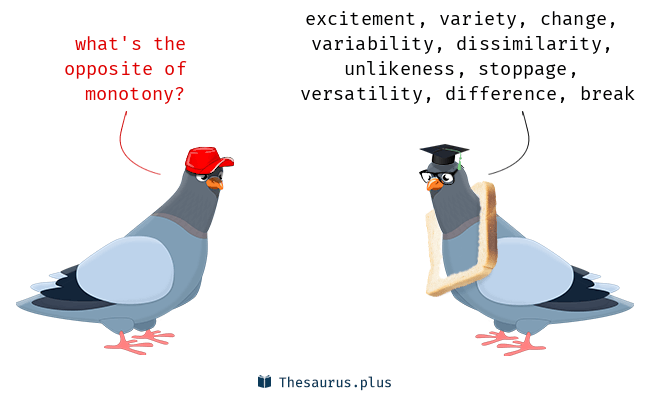 what's the
opposite of
monotony?
excitement, variety, change,
variability, dissimilarity,
unlikeness, stoppage,
versatility, difference, break
Thesaurus.plus